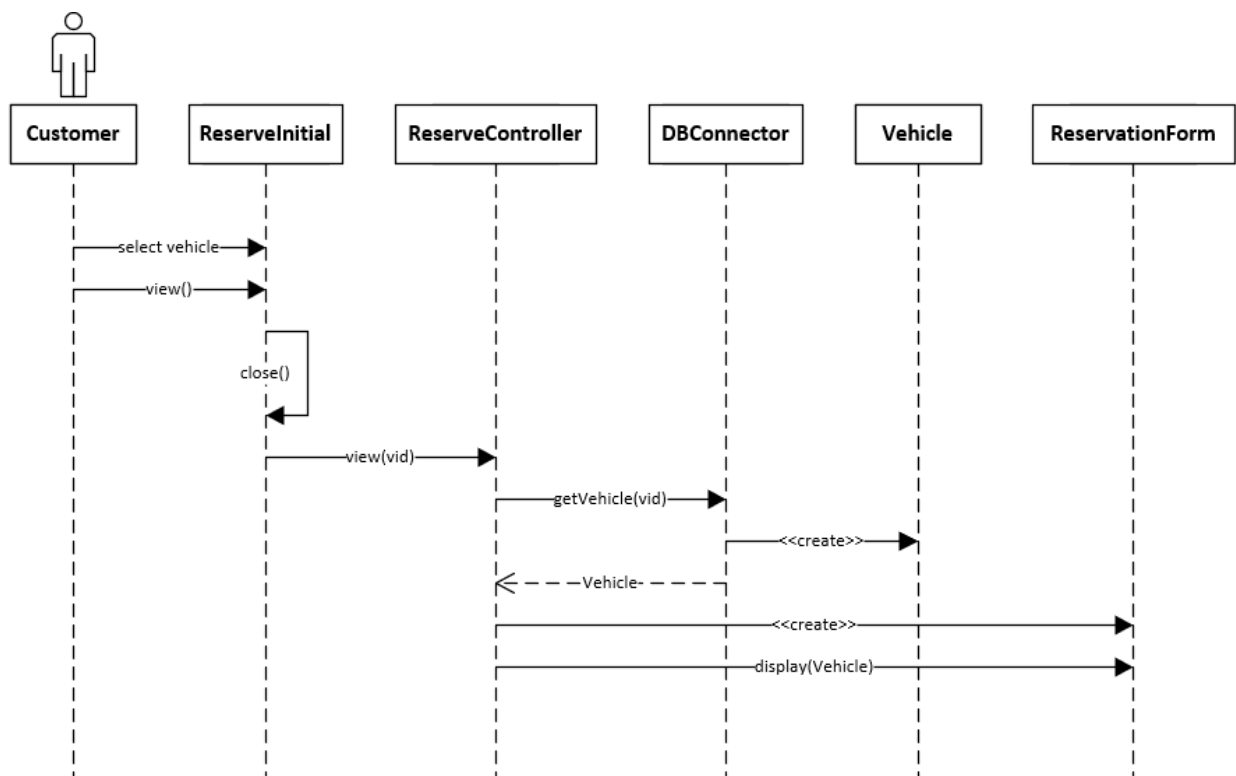 Customer
ReserveInitial
ReserveController
DBConnector
Vehicle
ReservationForm
select vehicle
view()
close()
view(vid)
getVehicle(vid)
<<create>>
Vehicle
<<create>>
display(Vehicle)